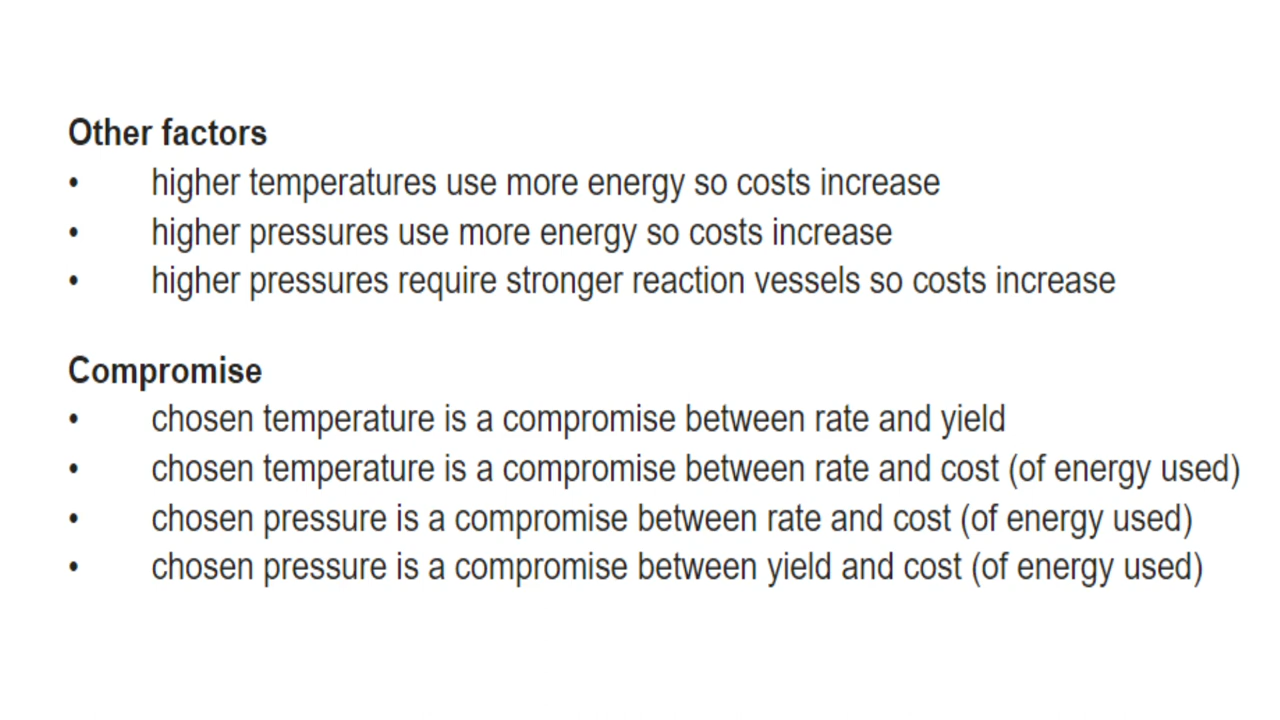 Other factors
• higher temperatures use more energy so costs increase
• higher pressures use more energy so costs increase
• higher pressures require stronger reaction vessels so costs increase
Compromise
• chosen temperature is a compromise between rate and yield
• chosen temperature is a compromise between rate and cost (of energy used)
• chosen pressure is a compromise between rate and cost (of energy used)
• chosen pressure is a compromise between yield and cost (of energy used)